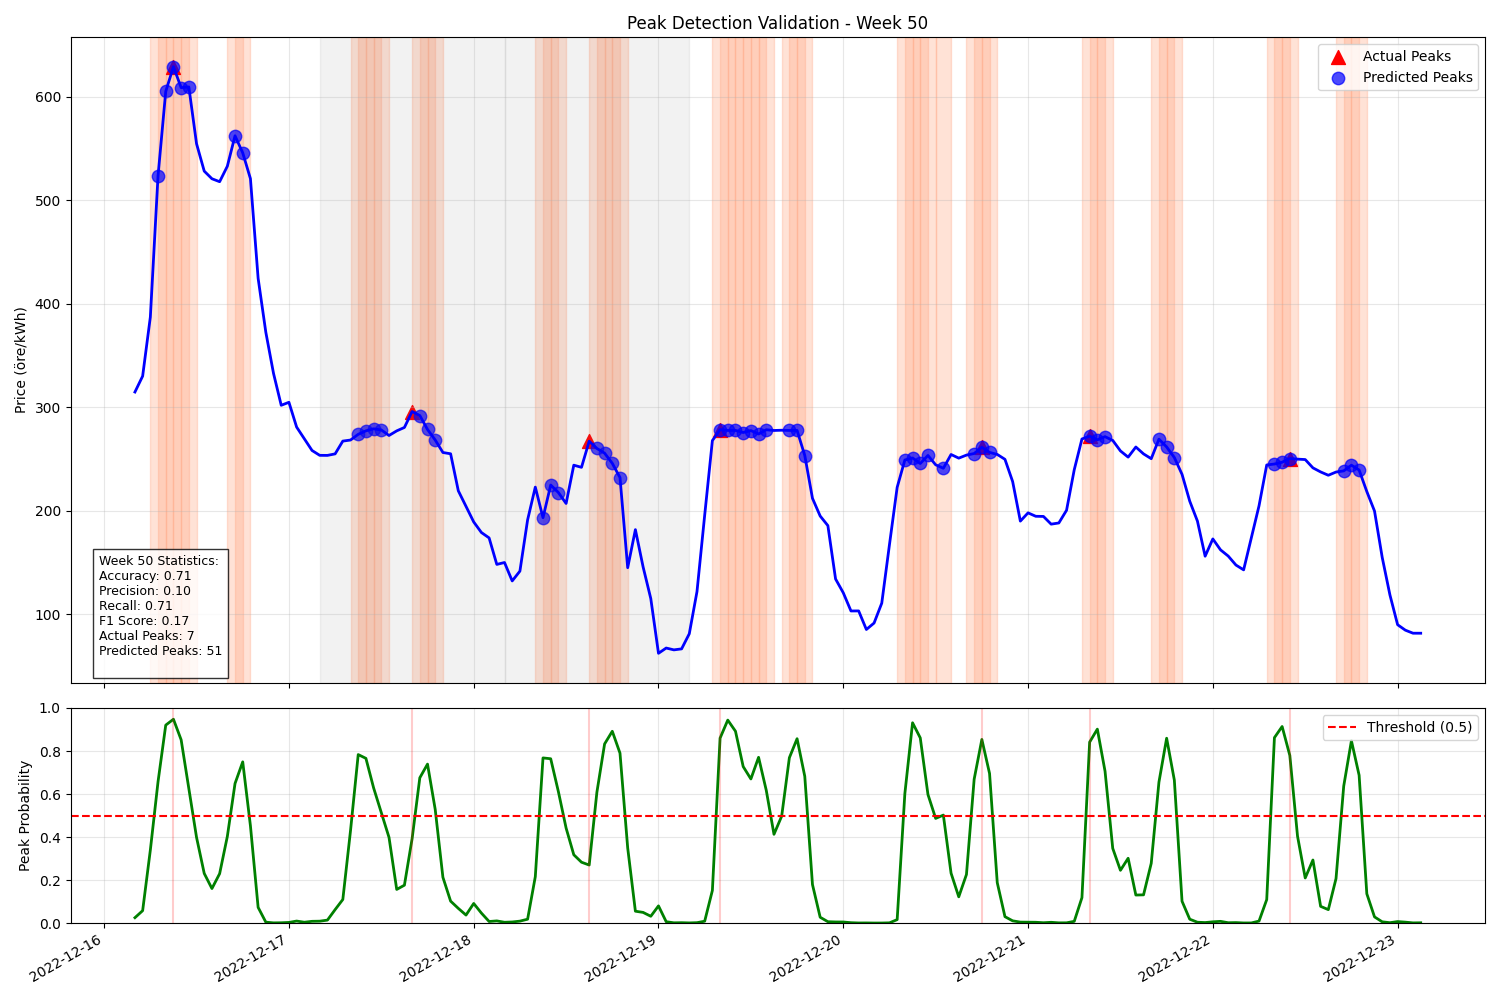 Peak Detection Validation - Week 50
Actual Peaks
Predicted Peaks
Price (öre/kWh)
600
500
400
300
200
100
Week 50 Statistics:
Accuracy: 0.71
Precision: 0.10
Recall: 0.71
F1 Score: 0.17
Actual Peaks: 7
Predicted Peaks: 51
Peak Probability
1.0
0.8
0.6
0.4
0.2
0.0
Threshold (0.5)
2022-12-16
2022-12-17
2022-12-18
2022-12-19
2022-12-20
2022-12-21
2022-12-22
2022-12-23